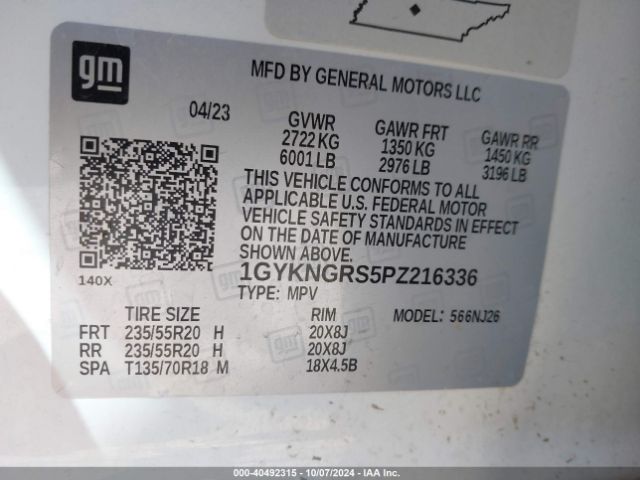 gm
MFD BY GENERAL MOTORS LLC
04/23
GVWR
2722 KG
6001 LB
GAWR FRT
1350 KG
2976 LB
GAWR RR
1450 KG
3196 LB
THIS VEHICLE CONFORMS TO ALL
APPLICABLE U.S. FEDERAL MOTOR
VEHICLE SAFETY STANDARDS IN EFFECT
ON THE DATE OF MANUFACTURE
SHOWN ABOVE.
140X
1GYKNGRS5PZ216336
TYPE: MPV
TIRE SIZE RIM MODEL: 566NJ26
FRT 235/55R20 H 20X8J
RR 235/55R20 H 20X8J
SPA T135/70R18 M 18X4.5B
000-40492315 - 10/07/2024 - IAA Inc.